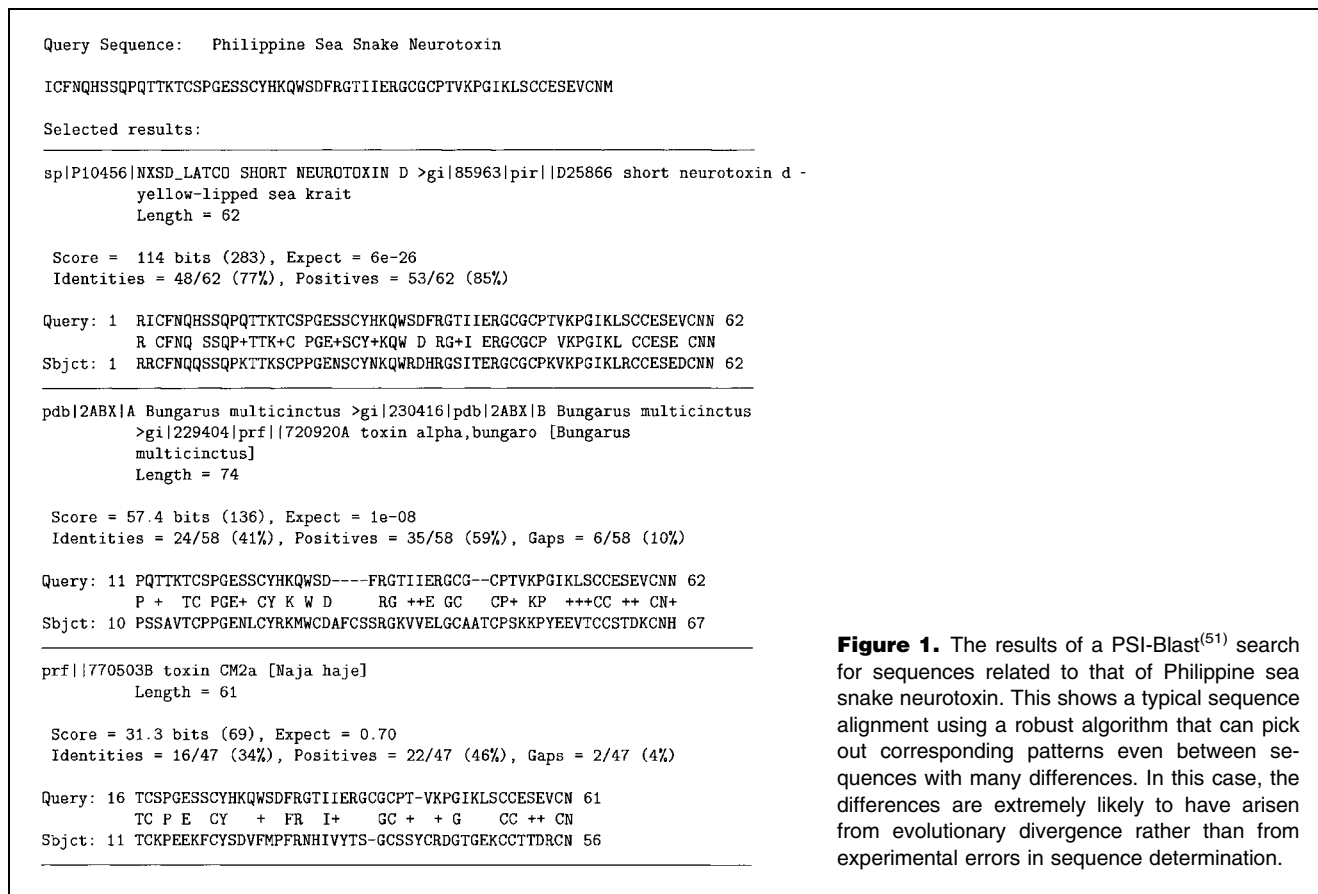 Query Sequence:   Philippine Sea Snake Neurotoxin
ICFNQHSSQPQTTKTCSPGESSCYHKQWSDFRGTIIERGCGCPTVKPGIKLSCCESEVCNM
Selected results:
sp|P10456|NXSD_LATCO SHORT NEUROTOXIN D >gi|85963|pir||D25866 short neurotoxin d -
yellow-lipped sea krait
Length = 62
Score =  114 bits (283), Expect = 6e-26
Identities = 48/62 (77%), Positives = 53/62 (85%)
Query: 1  RICFNQHSSQPQTTKTCSPGESSCYHKQWSDFRGTIIERGCGCPTVKPGIKLSCCESEVCNN 62
          R CFNQ SSQP+TTK+C PGE+SCY+KQW D RG+I ERGCGCP VKPGIKL CCESE CNN
Sbjct: 1  RRCFNQQSSQPKTTKSCPPGENSCYNKQWRDHRGSITERGCGCPKVKPGIKLRCCESEDCNN 62
pdb|2ABX|A Bungarus multicinctus >gi|230416|pdb|2ABX|B Bungarus multicinctus
>gi|229404|prf||720920A toxin alpha,bungaro [Bungarus
multicinctus]
Length = 74
Score = 57.4 bits (136), Expect = 1e-08
Identities = 24/58 (41%), Positives = 35/58 (59%), Gaps = 6/58 (10%)
Query: 11 PQTTKTCSPGESSCYHKQWSD----FRGTIIERGCG--CPTVKPGIKLSCCESEVCNN 62
          P +  TC PGE+ CY K W D     RG ++E GC   CP+ KP  +++CC ++ CN+
Sbjct: 10 PSSAVTCPPGENLCYRKMWCDAFCSSRGKVVELGCAATCPSKKPYEEVTCCSTDKCNH 67
prf||770503B toxin CM2a [Naja haje]
Length = 61
Score = 31.3 bits (69), Expect = 0.70
Identities = 16/47 (34%), Positives = 22/47 (46%), Gaps = 2/47 (4%)
Query: 16 TCSPGESSCYHKQWSDFRGTIIERGCGCPT-VKPGIKLSCCESEVCN 61
          TC P E  CY   +  FR  I+    GC +  + G    CC ++ CN
Sbjct: 11 TCKPEEKFCYSDVFMPFRNHIVYTS-GCSSYCRDGTGEKCCTTDRCN 56
Figure 1. The results of a PSI-Blast(51) search
for sequences related to that of Philippine sea
snake neurotoxin. This shows a typical sequence
alignment using a robust algorithm that can pick
out corresponding patterns even between se-
quences with many differences. In this case, the
differences are extremely likely to have arisen
from evolutionary divergence rather than from
experimental errors in sequence determination.